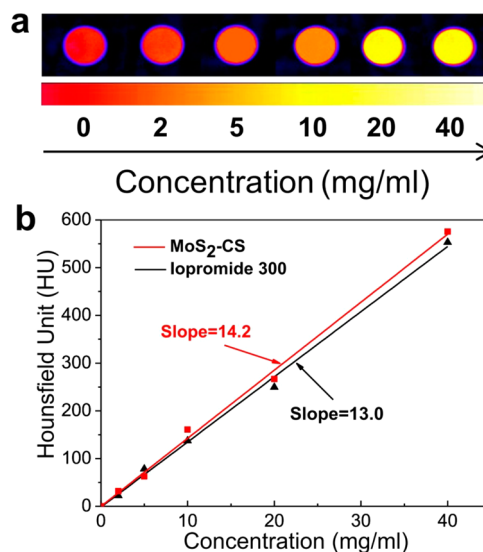 a
0 2 5 10 20 40
Concentration (mg/ml)
b
600
500
400
300
200
100
0
Hounsfield Unit (HU)
MoS₂-CS
Iopromide 300
Slope=14.2
Slope=13.0
0 10 20 30 40
Concentration (mg/ml)